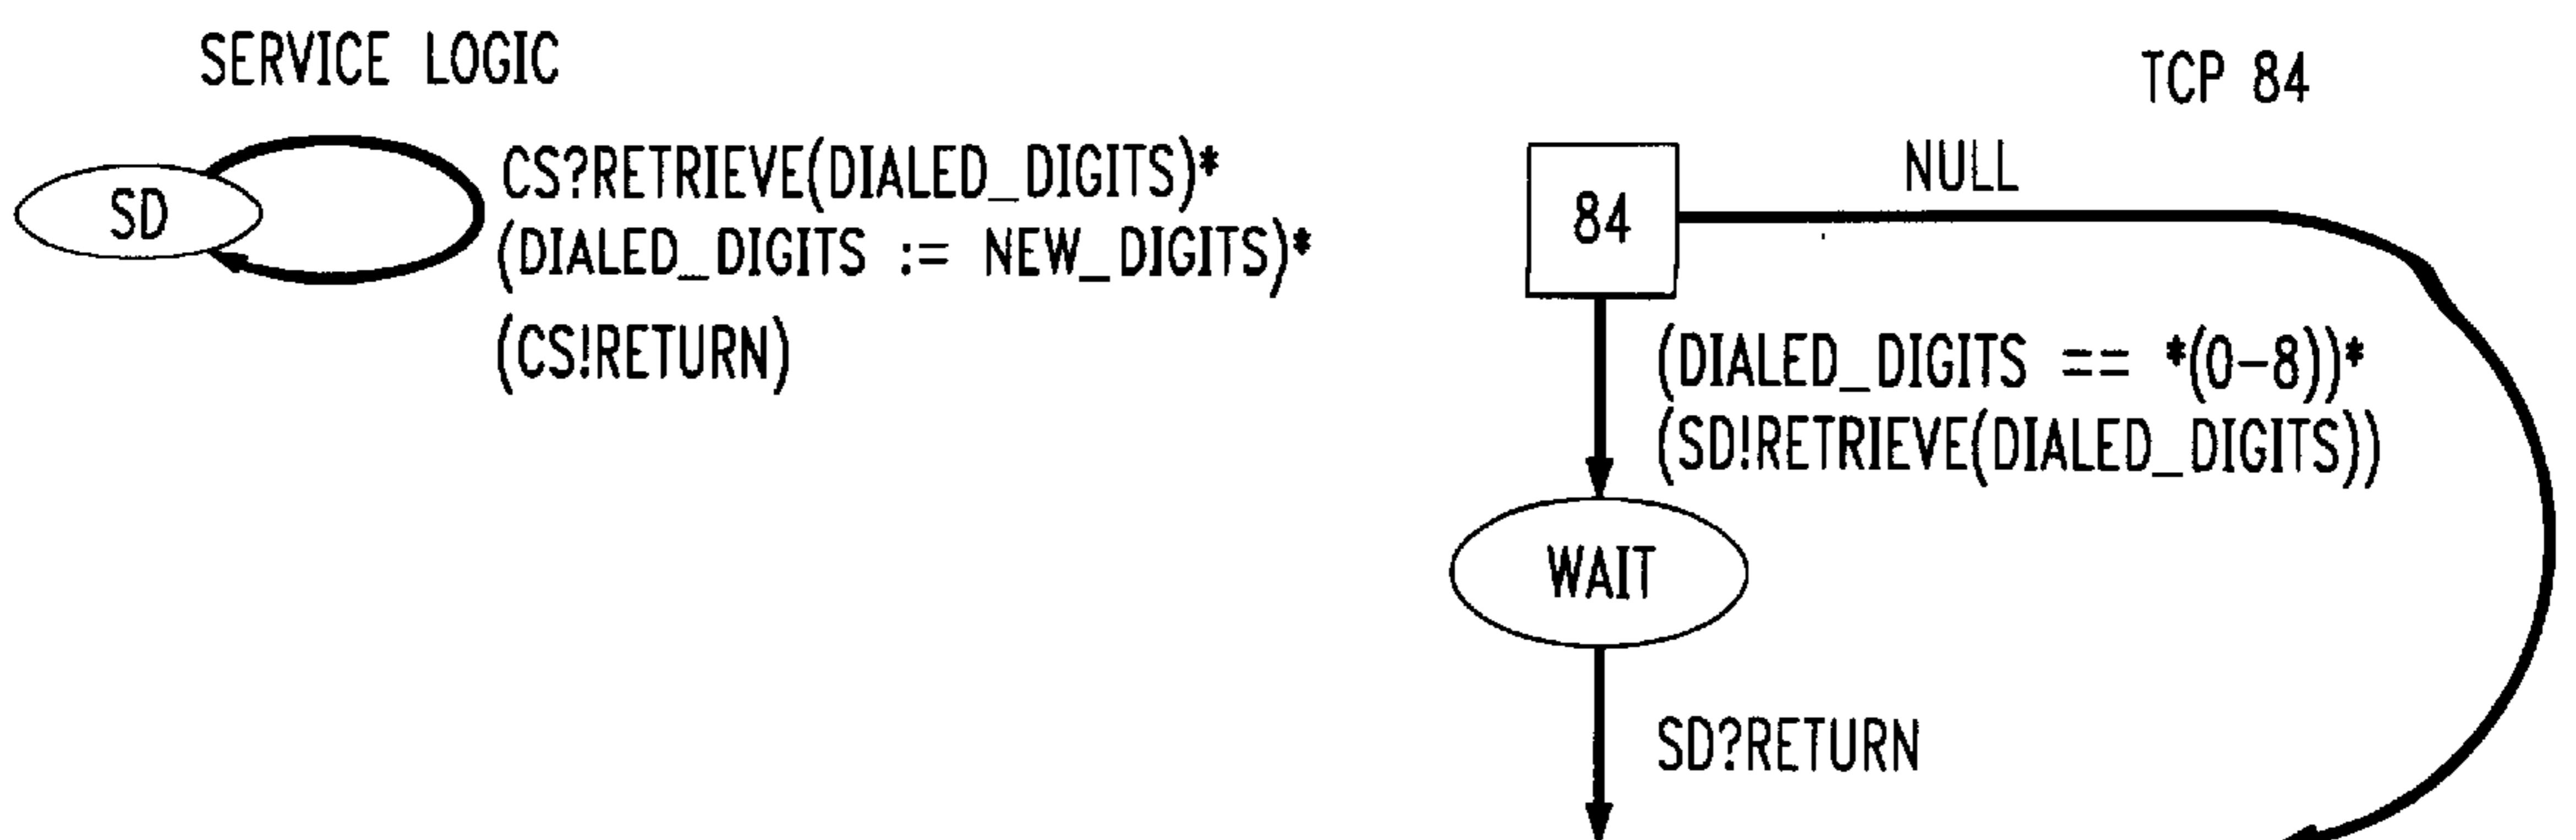 SERVICE LOGIC
SD
CS?RETRIEVE(DIALED_DIGITS)*
(DIALED_DIGITS := NEW_DIGITS)*
(CS!RETURN)
TCP 84
NULL
84
(DIALED_DIGITS == *(0-8))*
(SD!RETRIEVE(DIALED_DIGITS))
WAIT
SD?RETURN